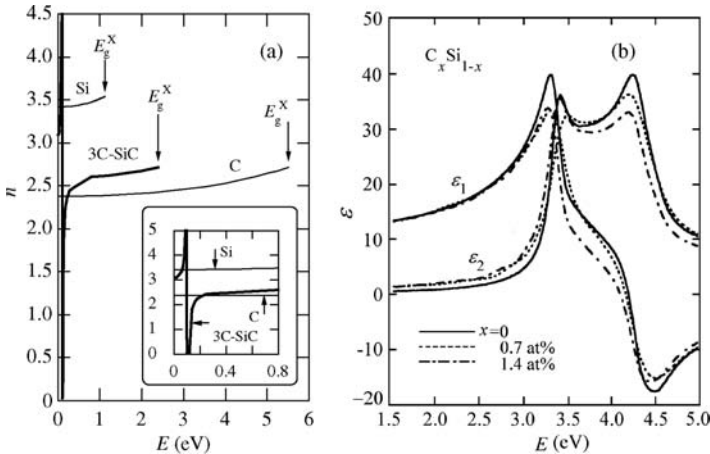 (a)
E_g^X
Si
E_g^X
E_g^X
3C-SiC
C
n
4.5
4.0
3.5
3.0
2.5
2.0
1.5
1.0
0.5
0.0
0 1 2 3 4 5 6
E (eV)
5
4
3
2
1
0
Si
C
3C-SiC
0 0.4 0.8
C_xSi_{1-x} (b)
ε
50
40
30
20
10
0
-10
-20
ε_1
ε_2
x=0
0.7 at%
1.4 at%
1.5 2.0 2.5 3.0 3.5 4.0 4.5 5.0
E (eV)